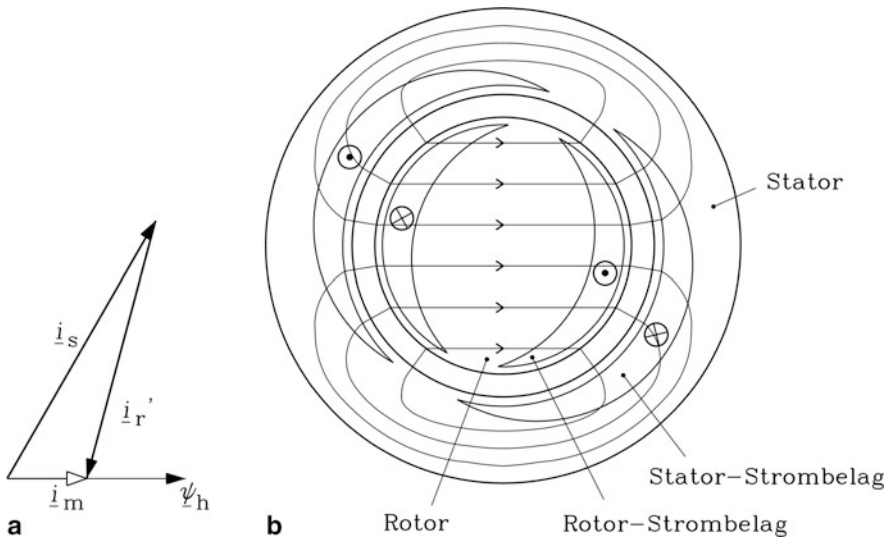 Stator
i_s
i_r'
i_m
ψ_h
Stator-Strombelag
Rotor
Rotor-Strombelag
a
b